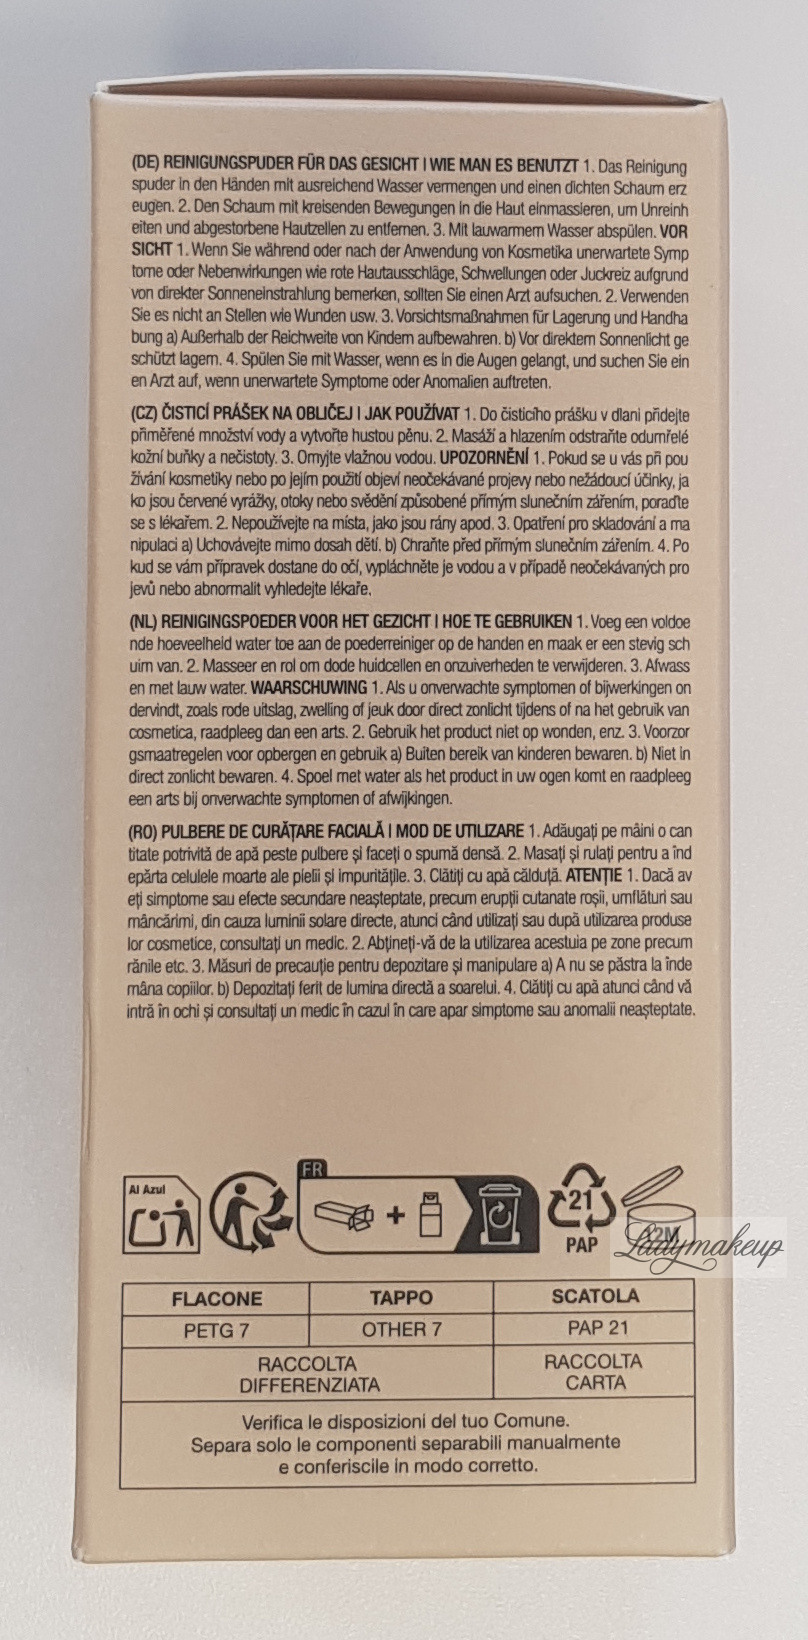 (DE) REINIGUNGSPUDER FÜR DAS GESICHT | WIE MAN ES BENUTZT 1. Das Reinigung
spuder in den Händen mit ausreichend Wasser vermengen und einen dichten Schaum erz
eugen. 2. Den Schaum mit kreisenden Bewegungen in die Haut einmassieren, um Unreinh
eiten und abgestorbene Hautzellen zu entfernen. 3. Mit lauwarmem Wasser abspülen. VOR
SICHT 1. Wenn Sie während oder nach der Anwendung von Kosmetika unerwartete Symp
tome oder Nebenwirkungen wie rote Hautausschläge, Schwellungen oder Juckreiz aufgrund
von direkter Sonneneinstrahlung bemerken, sollten Sie einen Arzt aufsuchen. 2. Verwenden
Sie es nicht an Stellen wie Wunden usw. 3. Vorsichtsmaßnahmen für Lagerung und Handha
bung a) Außerhalb der Reichweite von Kindern aufbewahren. b) Vor direktem Sonnenlicht ge
schützt lagern. 4. Spülen Sie mit Wasser, wenn es in die Augen gelangt, und suchen Sie ein
en Arzt auf, wenn unerwartete Symptome oder Anomalien auftreten.
(CZ) ČISTICÍ PRÁŠEK NA OBLIČEJ | JAK POUŽÍVAT 1. Do čisticího prášku v dlani přidejte
přiměřené množství vody a vytvořte hustou pěnu. 2. Masáží a hlazením odstraňte odumřelé
kožní buňky a nečistoty. 3. Omyjte vlažnou vodou. UPOZORNĚNÍ 1. Pokud se u vás při pou
žívání kosmetiky nebo po jejím použití objeví neočekávané projevy nebo nežádoucí účinky, ja
ko jsou červené vyrážky, otoky nebo svědění způsobené přímým slunečním zářením, poraďte
se s lékařem. 2. Nepoužívejte na místa, jako jsou rány apod. 3. Opatření pro skladování a ma
nipulaci a) Uchovávejte mimo dosah dětí. b) Chraňte před přímým slunečním zářením. 4. Po
kud se vám přípravek dostane do očí, vypláchněte je vodou a v případě neočekávaných pro
jevů nebo abnormalit vyhledejte lékaře.
(NL) REINIGINGSPOEDER VOOR HET GEZICHT | HOE TE GEBRUIKEN 1. Voeg een voldoe
nde hoeveelheid water toe aan de poederreiniger op de handen en maak er een stevig sch
uim van. 2. Masseer en rol om dode huidcellen en onzuiverheden te verwijderen. 3. Afwass
en met lauw water. WAARSCHUWING 1. Als u onverwachte symptomen of bijwerkingen on
dervindt, zoals rode uitslag, zwelling of jeuk door direct zonlicht tijdens of na het gebruik van
cosmetica, raadpleeg dan een arts. 2. Gebruik het product niet op wonden, enz. 3. Voorzor
gsmaatregelen voor opbergen en gebruik a) Buiten bereik van kinderen bewaren. b) Niet in
direct zonlicht bewaren. 4. Spoel met water als het product in uw ogen komt en raadpleeg
een arts bij onverwachte symptomen of afwijkingen.
(RO) PULBERE DE CURĂȚARE FACIALĂ | MOD DE UTILIZARE 1. Adăugați pe mâini o can
titate potrivită de apă peste pulbere și faceți o spumă densă. 2. Masați și rulați pentru a înd
epărta celulele moarte ale pielii și impuritățile. 3. Clătiți cu apă călduță. ATENȚIE 1. Dacă av
eți simptome sau efecte secundare neașteptate, precum erupții cutanate roșii, umflături sau
mâncărimi, din cauza luminii solare directe, atunci când utilizați sau după utilizarea produse
lor cosmetice, consultați un medic. 2. Abțineți-vă de la utilizarea acestuia pe zone precum
rănile etc. 3. Măsuri de precauție pentru depozitare și manipulare a) A nu se păstra la înde
mâna copiilor. b) Depozitați ferit de lumina directă a soarelui. 4. Clătiți cu apă atunci când vă
intră în ochi și consultați un medic în cazul în care apar simptome sau anomalii neașteptate.
Al Azul
FR
+
21
PAP
Ladymakeup
FLACONE TAPPO SCATOLA
PETG 7 OTHER 7 PAP 21
RACCOLTA DIFFERENZIATA
RACCOLTA CARTA
Verifica le disposizioni del tuo Comune.
Separa solo le componenti separabili manualmente
e conferiscile in modo corretto.